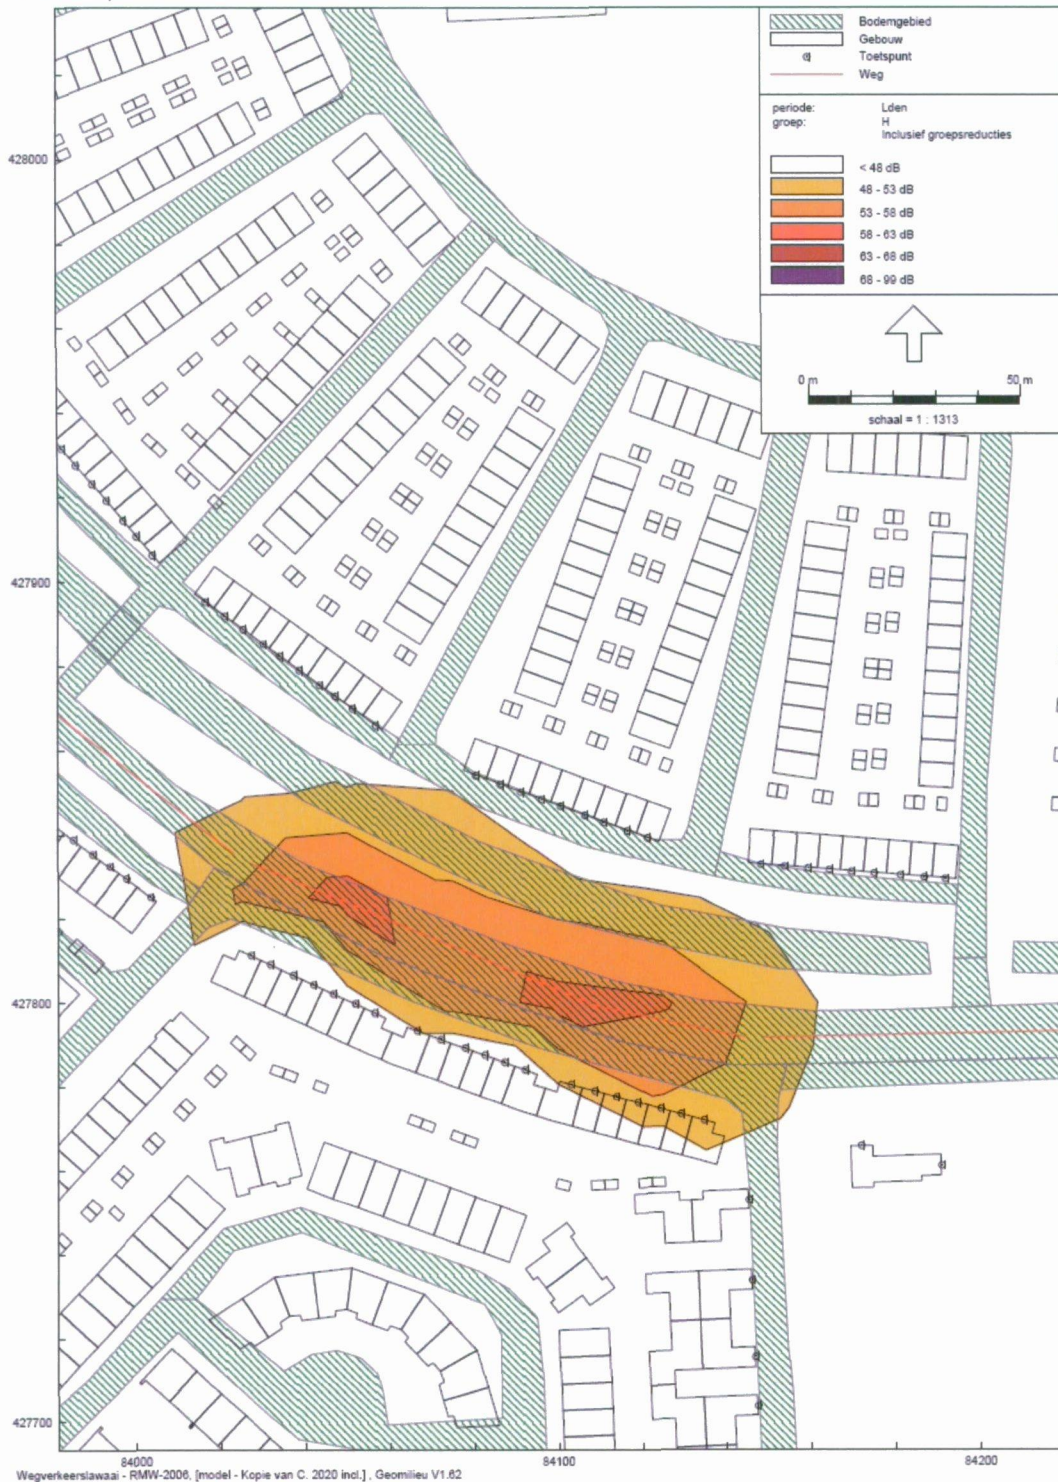 Bodemgebied
Gebouw
Toetspunt
Weg
periode: Lden
groep: H
Inclusief groepsreducties
< 48 dB
48 - 53 dB
53 - 58 dB
58 - 63 dB
63 - 68 dB
68 - 99 dB
0 m 50 m
schaal = 1 : 1313
428000
427900
427800
427700
84000 84100 84200
Wegverkeerslawaai - RMW-2006, [model - Kopie van C. 2020 incl.] , Geomilieu V1.62